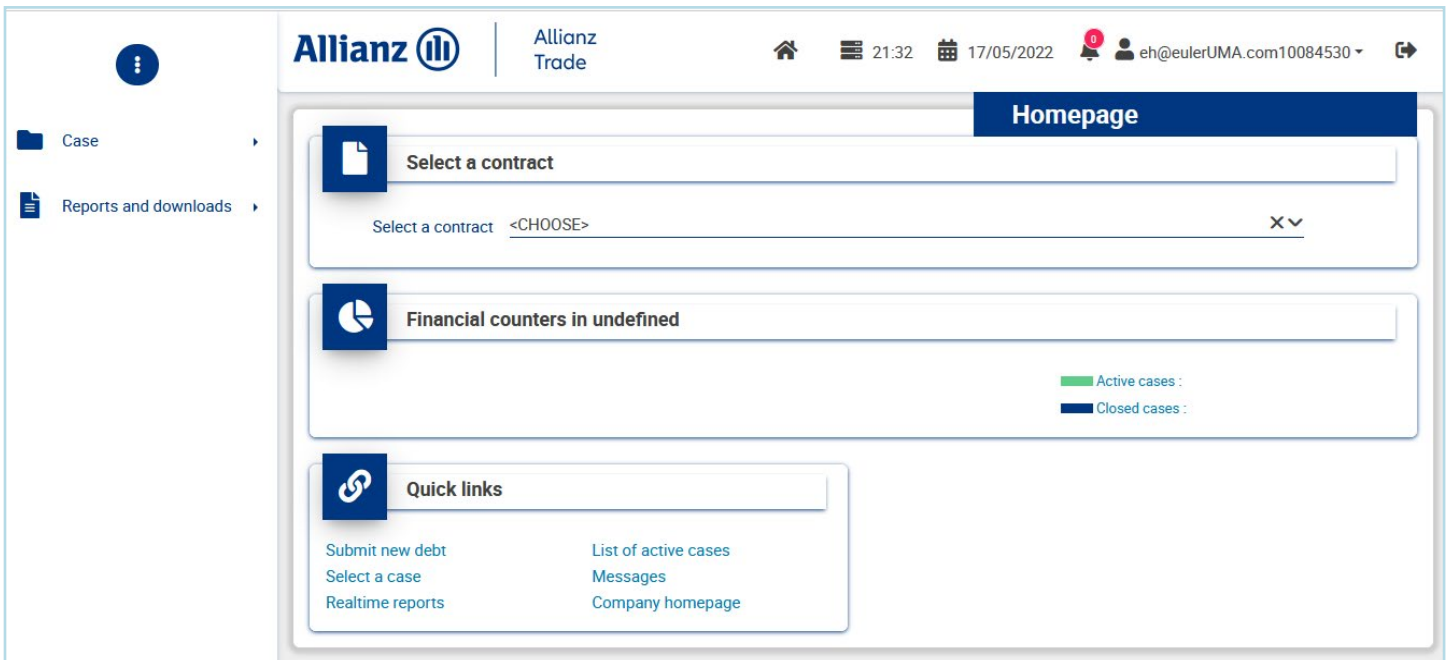 Allianz
Allianz
Trade
21:32
17/05/2022
0
eh@eulerUMA.com10084530
Case
Reports and downloads
Homepage
Select a contract
Select a contract <CHOOSE>
Financial counters in undefined
Active cases :
Closed cases :
Quick links
Submit new debt
List of active cases
Select a case
Messages
Realtime reports
Company homepage